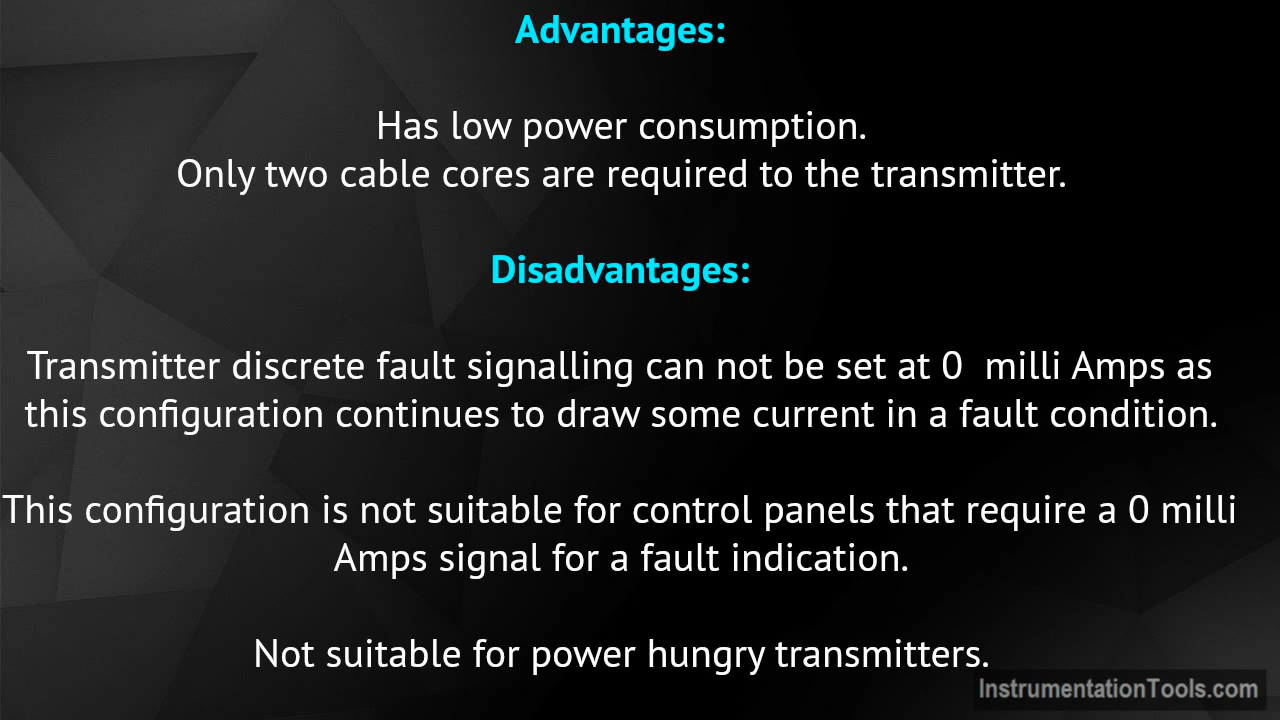 Advantages:
Has low power consumption.
Only two cable cores are required to the transmitter.
Disadvantages:
Transmitter discrete fault signalling can not be set at 0  milli Amps as
this configuration continues to draw some current in a fault condition.
This configuration is not suitable for control panels that require a 0 milli
Amps signal for a fault indication.
Not suitable for power hungry transmitters.
InstrumentationTools.com